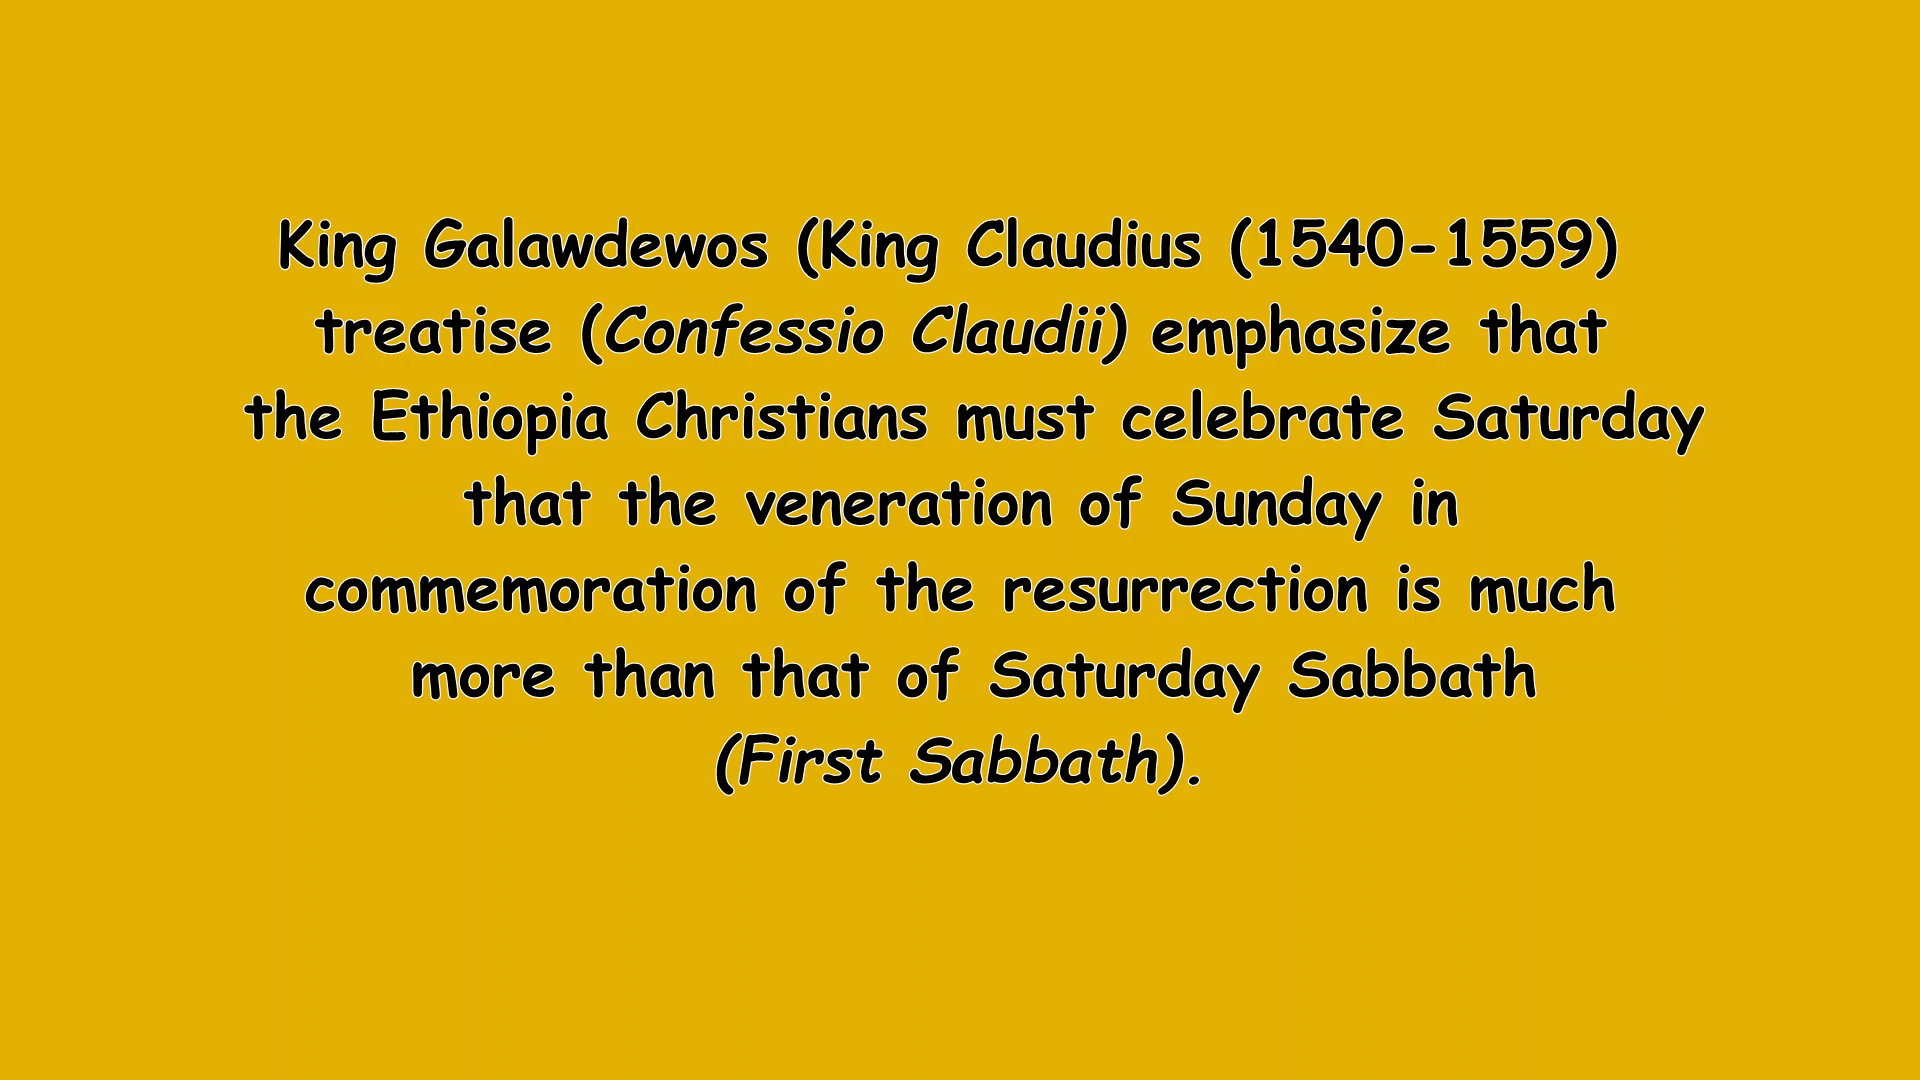 King Galawdewos (King Claudius (1540-1559)
treatise (Confessio Claudii) emphasize that
the Ethiopia Christians must celebrate Saturday
that the veneration of Sunday in
commemoration of the resurrection is much
more than that of Saturday Sabbath
(First Sabbath).